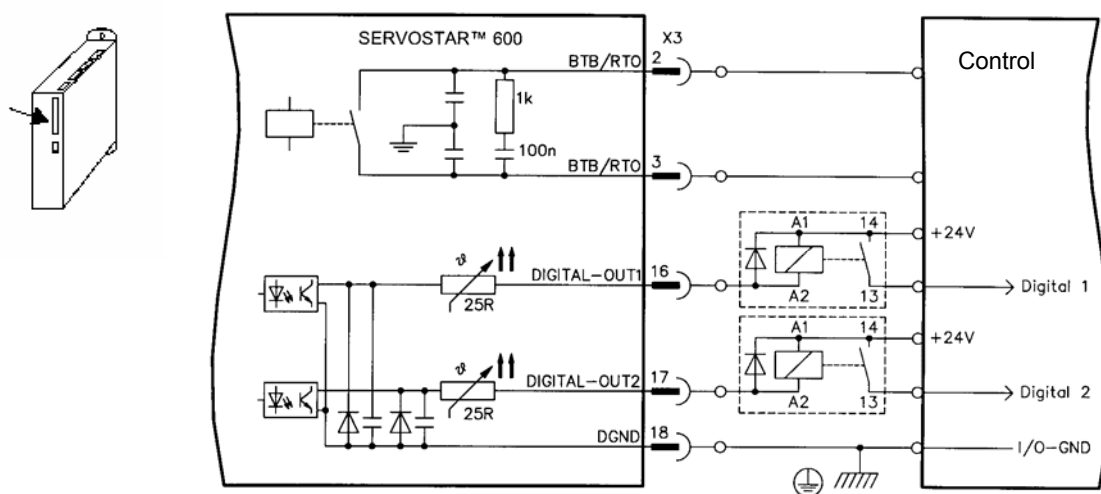 SERVOSTAR™ 600
X3
Control
BTB/RTO 2
1k
100n
BTB/RTO 3
A1 14
+24V
ϑ
DIGITAL-OUT1 16
25R
A2 13
Digital 1
A1 14
+24V
ϑ
DIGITAL-OUT2 17
25R
A2 13
Digital 2
DGND 18
I/O-GND